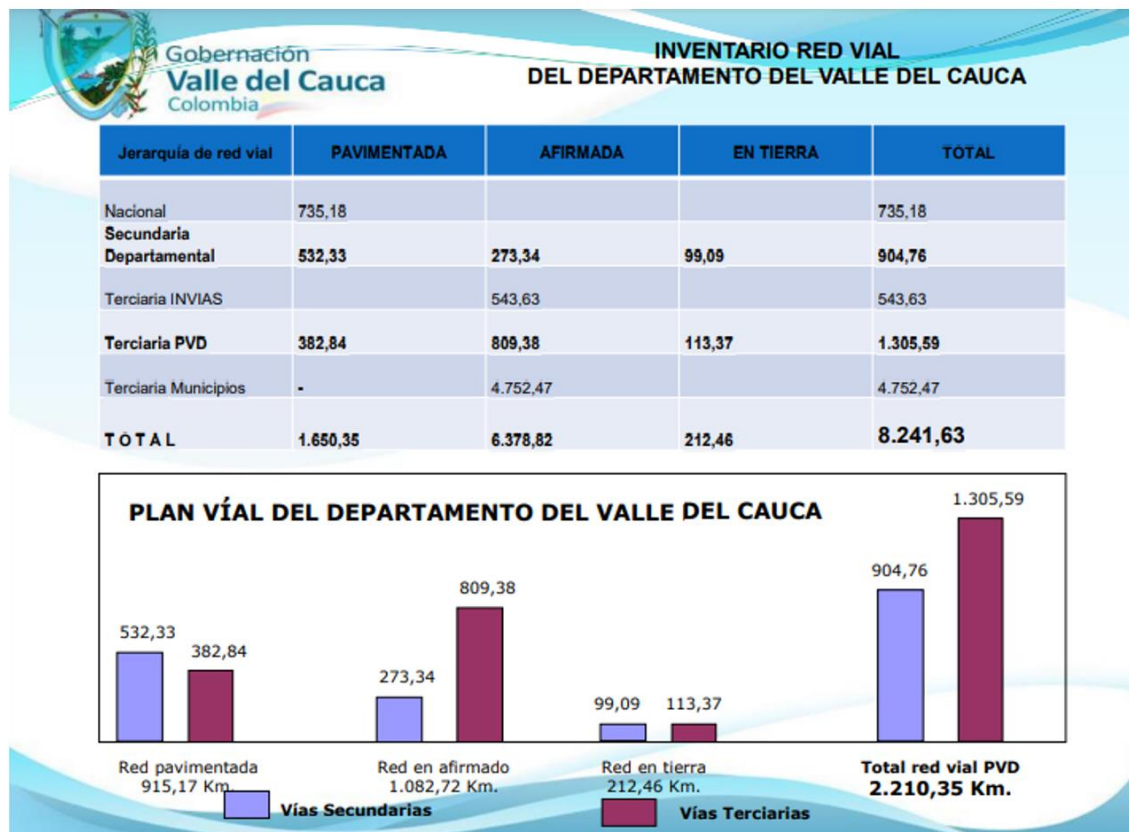 Gobernación
Valle del Cauca
Colombia
INVENTARIO RED VIAL
DEL DEPARTAMENTO DEL VALLE DEL CAUCA
Jerarquía de red vial PAVIMENTADA AFIRMADA EN TIERRA TOTAL
Nacional 735,18 735,18
Secundaria
Departamental 532,33 273,34 99,09 904,76
Terciaria INVIAS 543,63 543,63
Terciaria PVD 382,84 809,38 113,37 1.305,59
Terciaria Municipios - 4.752,47 4.752,47
T O T A L 1.650,35 6.378,82 212,46 8.241,63
PLAN VÍAL DEL DEPARTAMENTO DEL VALLE DEL CAUCA
532,33 382,84 273,34 809,38 99,09 113,37 904,76 1.305,59
Red pavimentada Red en afirmado Red en tierra Total red vial PVD
915,17 Km. 1.082,72 Km. 212,46 Km. 2.210,35 Km.
Vías Secundarias Vías Terciarias